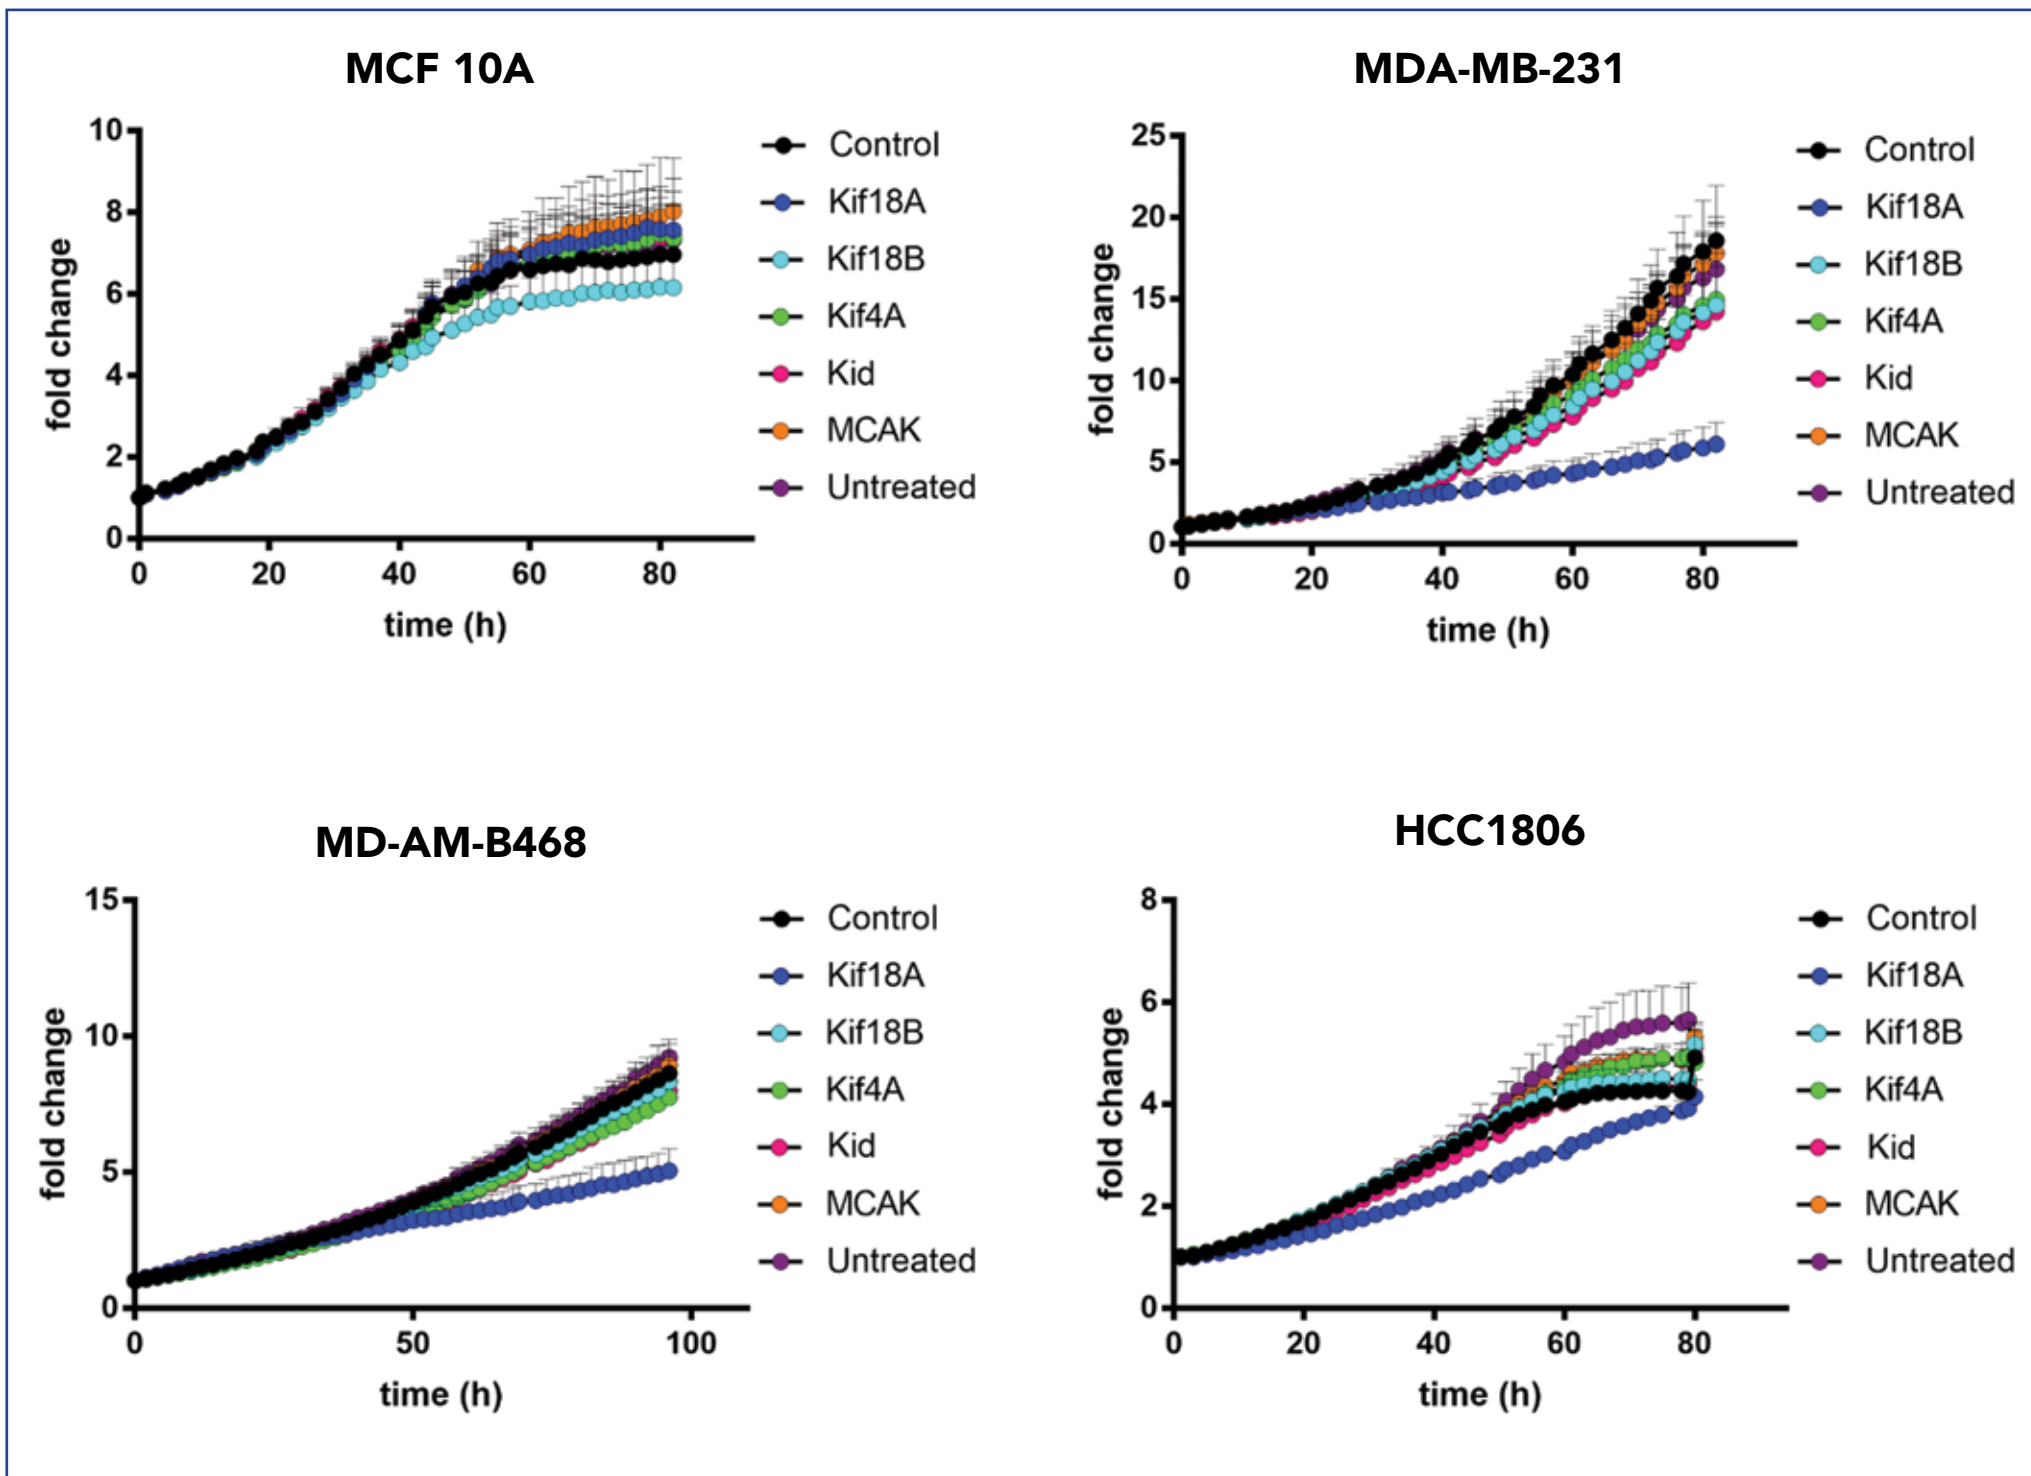 MCF 10A
10
8
6
4
2
0
0 20 40 60 80
fold change
time (h)
Control
Kif18A
Kif18B
Kif4A
Kid
MCAK
Untreated
MDA-MB-231
25
20
15
10
5
0
0 20 40 60 80
fold change
time (h)
Control
Kif18A
Kif18B
Kif4A
Kid
MCAK
Untreated
MD-AM-B468
15
10
5
0
0 50 100
fold change
time (h)
Control
Kif18A
Kif18B
Kif4A
Kid
MCAK
Untreated
HCC1806
8
6
4
2
0
0 20 40 60 80
fold change
time (h)
Control
Kif18A
Kif18B
Kif4A
Kid
MCAK
Untreated